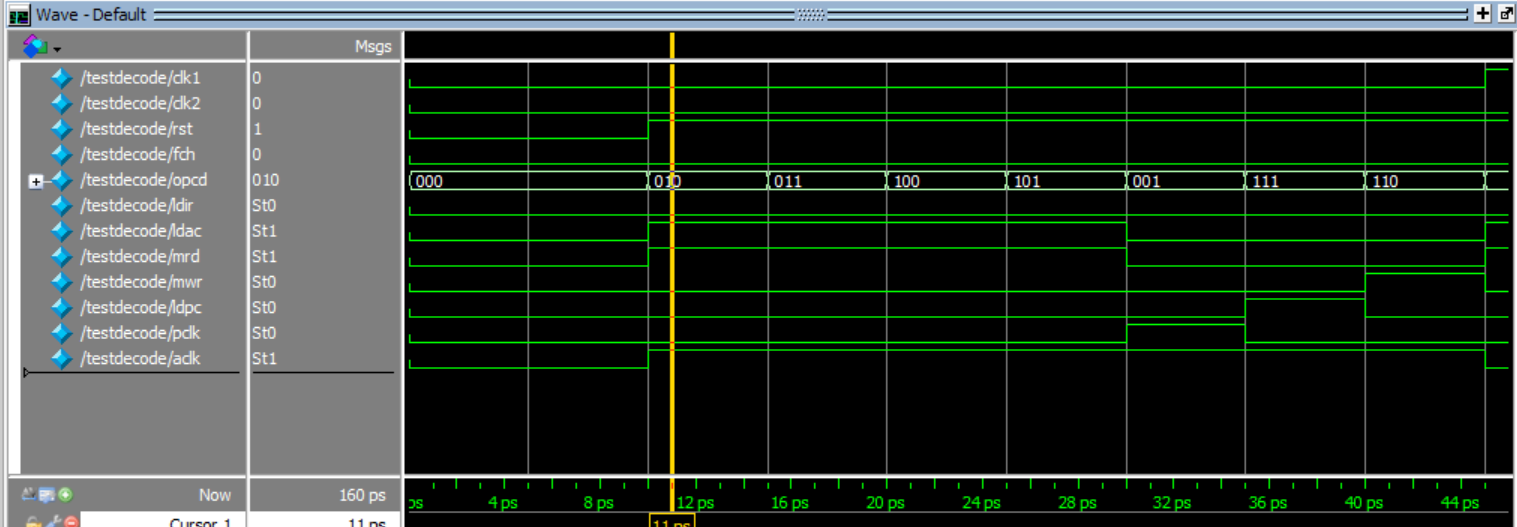 Wave - Default
Msgs
/testdecode/clk1 0
/testdecode/clk2 0
/testdecode/rst 1
/testdecode/fch 0
/testdecode/opcd 010 000 010 011 100 101 001 111 110
/testdecode/ldir St0
/testdecode/ldac St1
/testdecode/mrd St1
/testdecode/mwr St0
/testdecode/ldpc St0
/testdecode/pclk St0
/testdecode/aclk St1
Now 160 ps ps 4 ps 8 ps 12 ps 16 ps 20 ps 24 ps 28 ps 32 ps 36 ps 40 ps 44 ps
Cursor 1 11 ps 11 ps